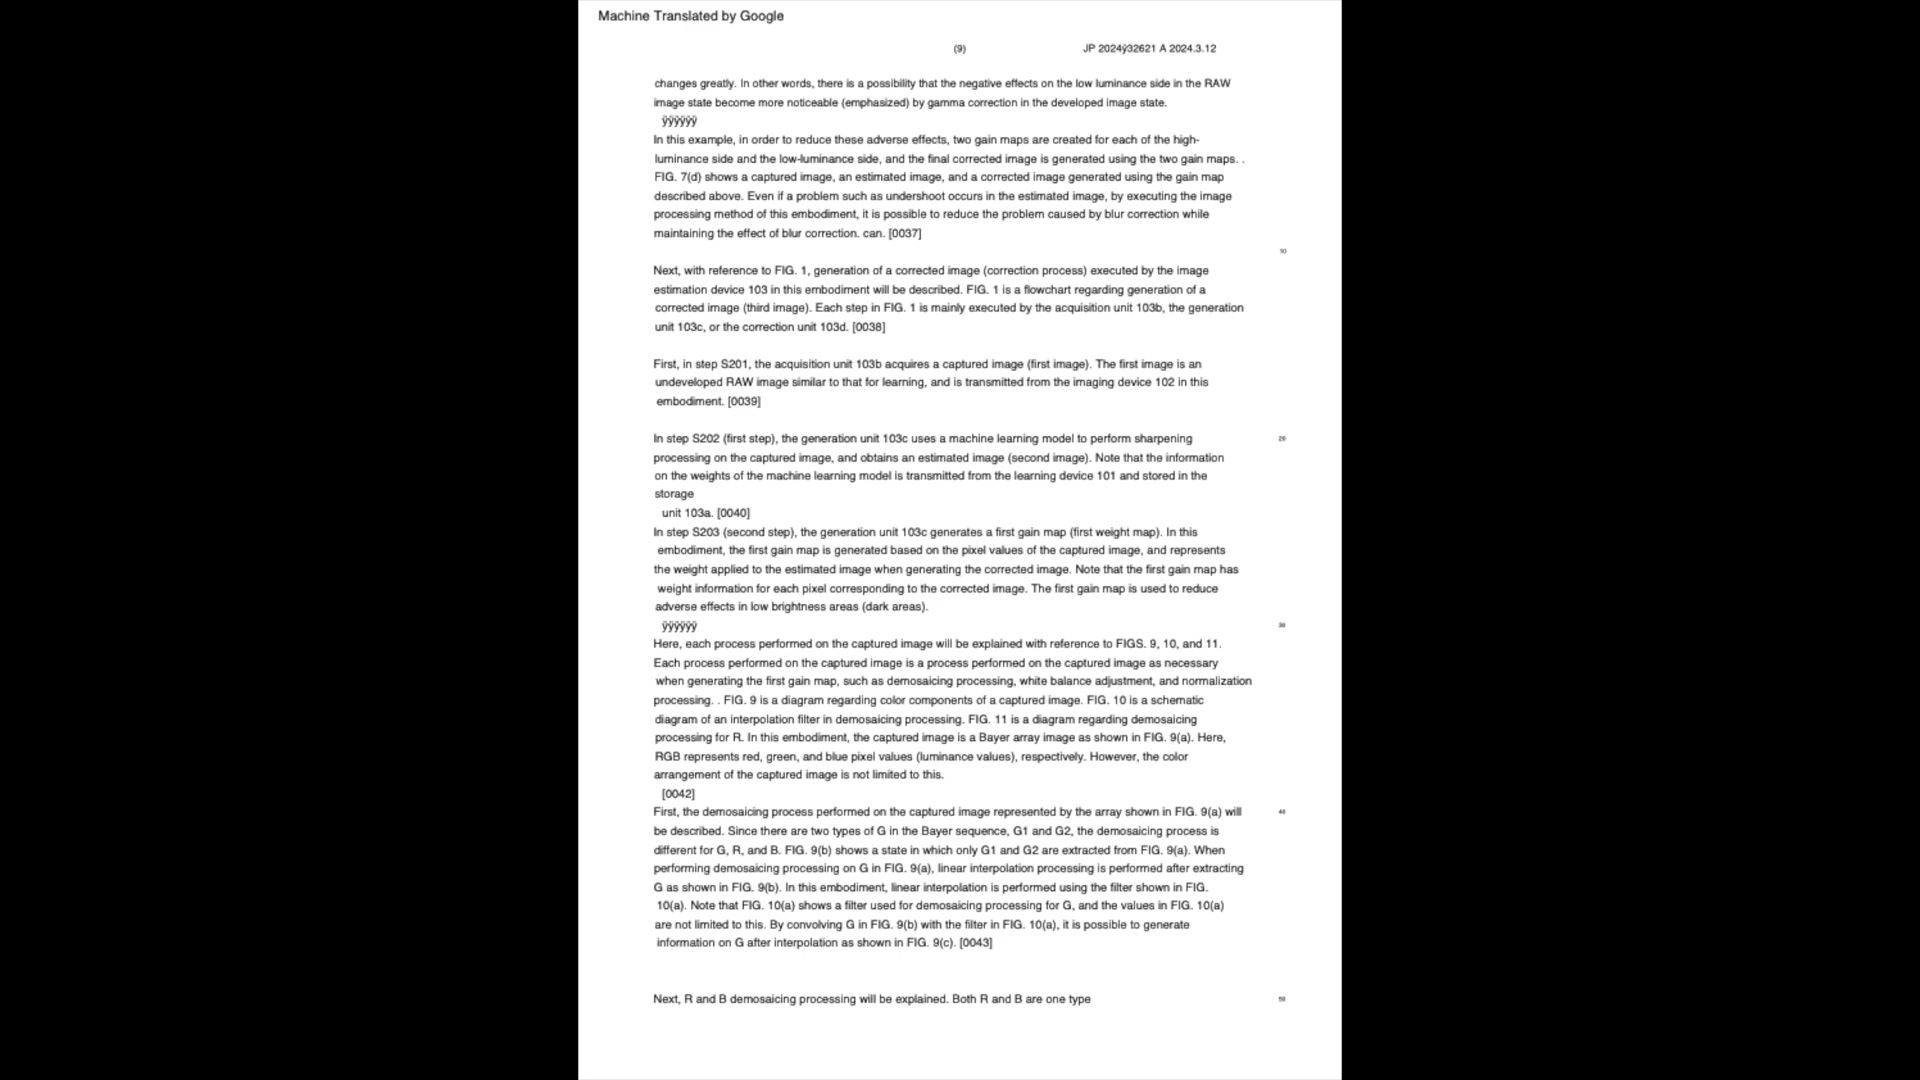 Machine Translated by Google
(9)
JP 2024ÿ32621 A 2024.3.12
changes greatly. In other words, there is a possibility that the negative effects on the low luminance side in the RAW
image state become more noticeable (emphasized) by gamma correction in the developed image state.
ÿÿÿÿÿÿ
In this example, in order to reduce these adverse effects, two gain maps are created for each of the high-
luminance side and the low-luminance side, and the final corrected image is generated using the two gain maps. .
FIG. 7(d) shows a captured image, an estimated image, and a corrected image generated using the gain map
described above. Even if a problem such as undershoot occurs in the estimated image, by executing the image
processing method of this embodiment, it is possible to reduce the problem caused by blur correction while
maintaining the effect of blur correction. can. [0037]
10
Next, with reference to FIG. 1, generation of a corrected image (correction process) executed by the image
estimation device 103 in this embodiment will be described. FIG. 1 is a flowchart regarding generation of a
corrected image (third image). Each step in FIG. 1 is mainly executed by the acquisition unit 103b, the generation
unit 103c, or the correction unit 103d. [0038]
First, in step S201, the acquisition unit 103b acquires a captured image (first image). The first image is an
undeveloped RAW image similar to that for learning, and is transmitted from the imaging device 102 in this
embodiment. [0039]
In step S202 (first step), the generation unit 103c uses a machine learning model to perform sharpening
20
processing on the captured image, and obtains an estimated image (second image). Note that the information
on the weights of the machine learning model is transmitted from the learning device 101 and stored in the
storage
unit 103a. [0040]
In step S203 (second step), the generation unit 103c generates a first gain map (first weight map). In this
embodiment, the first gain map is generated based on the pixel values of the captured image, and represents
the weight applied to the estimated image when generating the corrected image. Note that the first gain map has
weight information for each pixel corresponding to the corrected image. The first gain map is used to reduce
adverse effects in low brightness areas (dark areas).
ÿÿÿÿÿÿ
30
Here, each process performed on the captured image will be explained with reference to FIGS. 9, 10, and 11.
Each process performed on the captured image is a process performed on the captured image as necessary
when generating the first gain map, such as demosaicing processing, white balance adjustment, and normalization
processing. . FIG. 9 is a diagram regarding color components of a captured image. FIG. 10 is a schematic
diagram of an interpolation filter in demosaicing processing. FIG. 11 is a diagram regarding demosaicing
processing for R. In this embodiment, the captured image is a Bayer array image as shown in FIG. 9(a). Here,
RGB represents red, green, and blue pixel values (luminance values), respectively. However, the color
arrangement of the captured image is not limited to this.
[0042]
First, the demosaicing process performed on the captured image represented by the array shown in FIG. 9(a) will
40
be described. Since there are two types of G in the Bayer sequence, G1 and G2, the demosaicing process is
different for G, R, and B. FIG. 9(b) shows a state in which only G1 and G2 are extracted from FIG. 9(a). When
performing demosaicing processing on G in FIG. 9(a), linear interpolation processing is performed after extracting
G as shown in FIG. 9(b). In this embodiment, linear interpolation is performed using the filter shown in FIG.
10(a). Note that FIG. 10(a) shows a filter used for demosaicing processing for G, and the values in FIG. 10(a)
are not limited to this. By convolving G in FIG. 9(b) with the filter in FIG. 10(a), it is possible to generate
information on G after interpolation as shown in FIG. 9(c). [0043]
Next, R and B demosaicing processing will be explained. Both R and B are one type
50